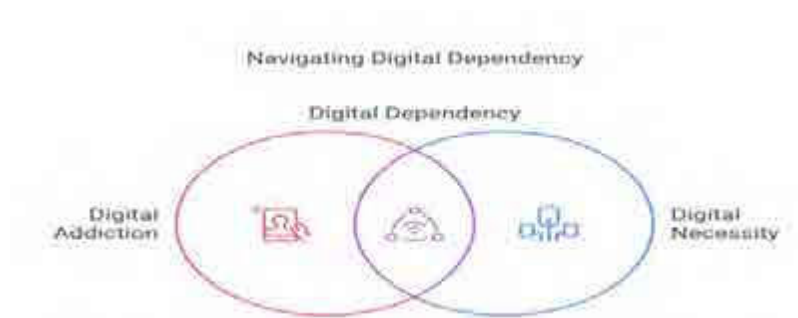 Navigating Digital Dependency
Digital Dependency
Digital
Addiction
Digital
Necessity